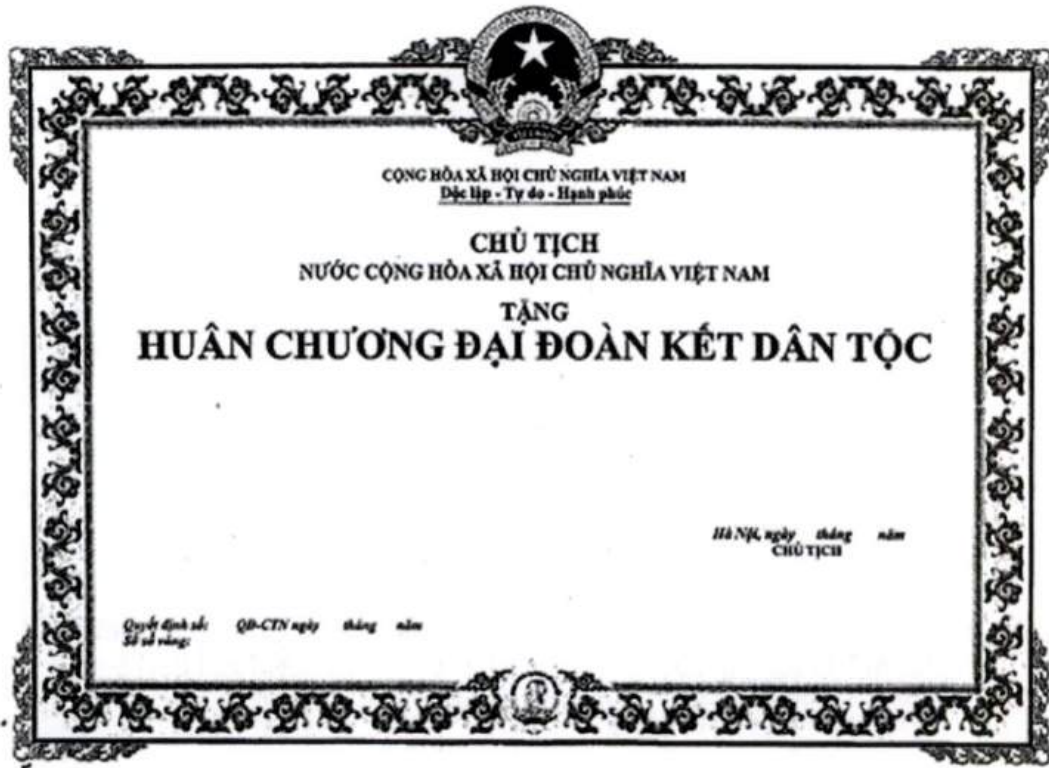 CỘNG HÒA XÃ HỘI CHỦ NGHĨA VIỆT NAM
Độc lập - Tự do - Hạnh phúc
CHỦ TỊCH
NƯỚC CỘNG HÒA XÃ HỘI CHỦ NGHĨA VIỆT NAM
TẶNG
HUÂN CHƯƠNG ĐẠI ĐOÀN KẾT DÂN TỘC
Hà Nội, ngày tháng năm
CHỦ TỊCH
Quyết định số: QĐ-CTN ngày tháng năm
Số sổ vàng: